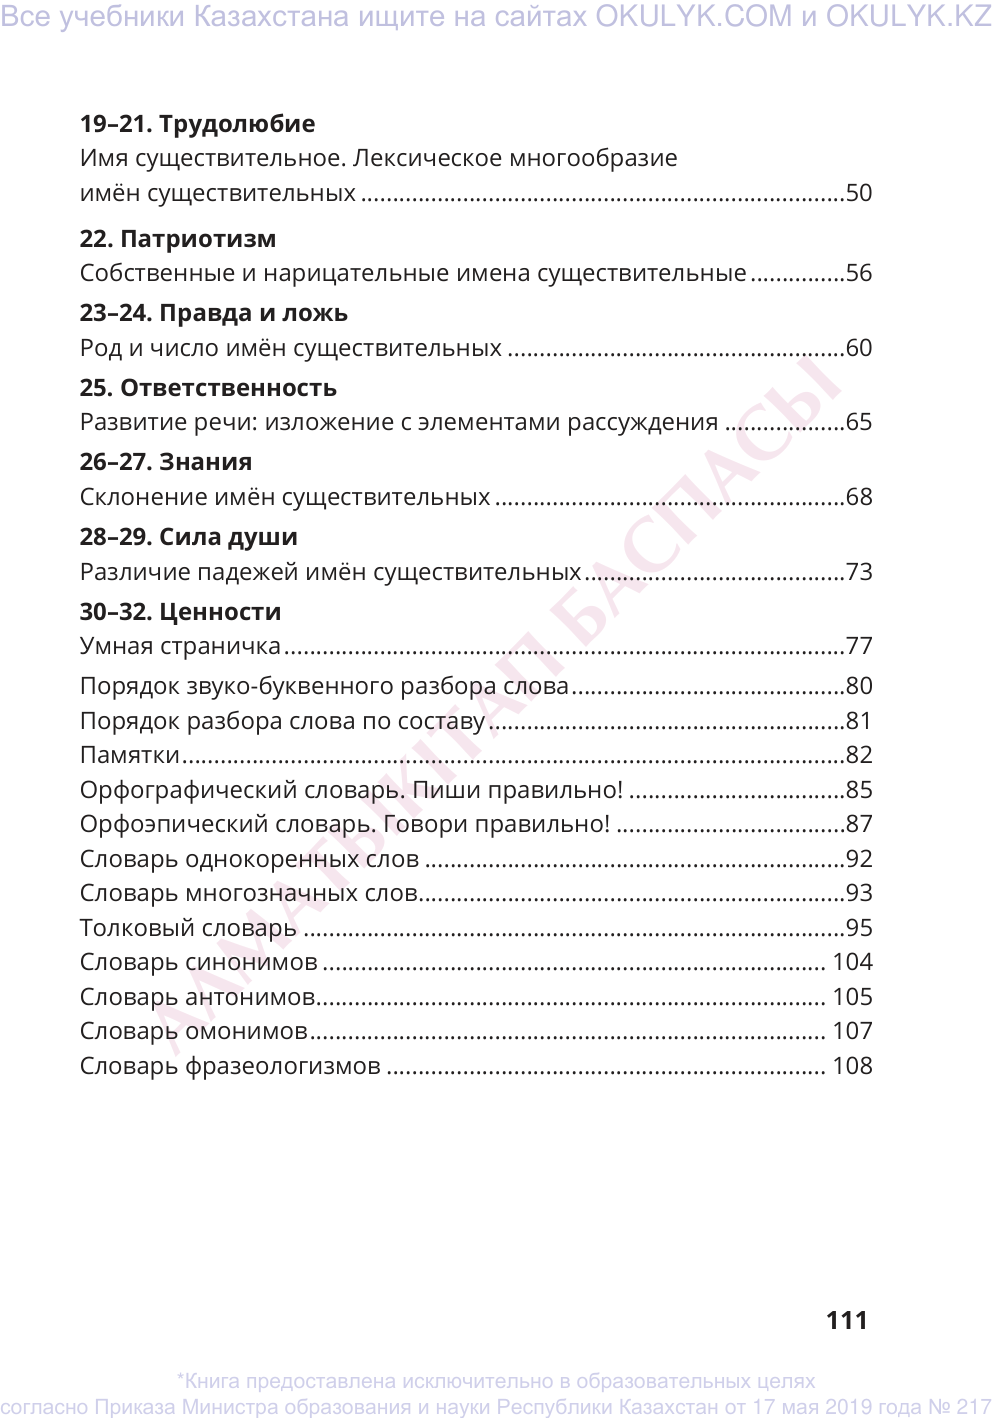 Все учебники Казахстана ищите на сайтах OKULYK.COM и OKULYK.KZ
19–21. Трудолюбие
Имя существительное. Лексическое многообразие
имён существительных ............................................................................50
22. Патриотизм
Собственные и нарицательные имена существительные...............56
23–24. Правда и ложь
Род и число имён существительных .....................................................60
25. Ответственность
Развитие речи: изложение с элементами рассуждения ...................65
26–27. Знания
Склонение имён существительных.......................................................68
28–29. Сила души
Различие падежей имён существительных.........................................73
30–32. Ценности
Умная страничка........................................................................................77
Порядок звуко-буквенного разбора слова...........................................80
Порядок разбора слова по составу........................................................81
Памятки........................................................................................................82
Орфографический словарь. Пиши правильно! ..................................85
Орфоэпический словарь. Говори правильно! ....................................87
Словарь однокоренных слов ..................................................................92
Словарь многозначных слов...................................................................93
Толковый словарь .....................................................................................95
Словарь синонимов ............................................................................... 104
Словарь антонимов................................................................................ 105
Словарь омонимов................................................................................. 107
Словарь фразеологизмов ..................................................................... 108
АЛМАТЫКІТАП БАСПАСЫ
111
*Книга предоставлена исключительно в образовательных целях
согласно Приказа Министра образования и науки Республики Казахстан от 17 мая 2019 года № 217